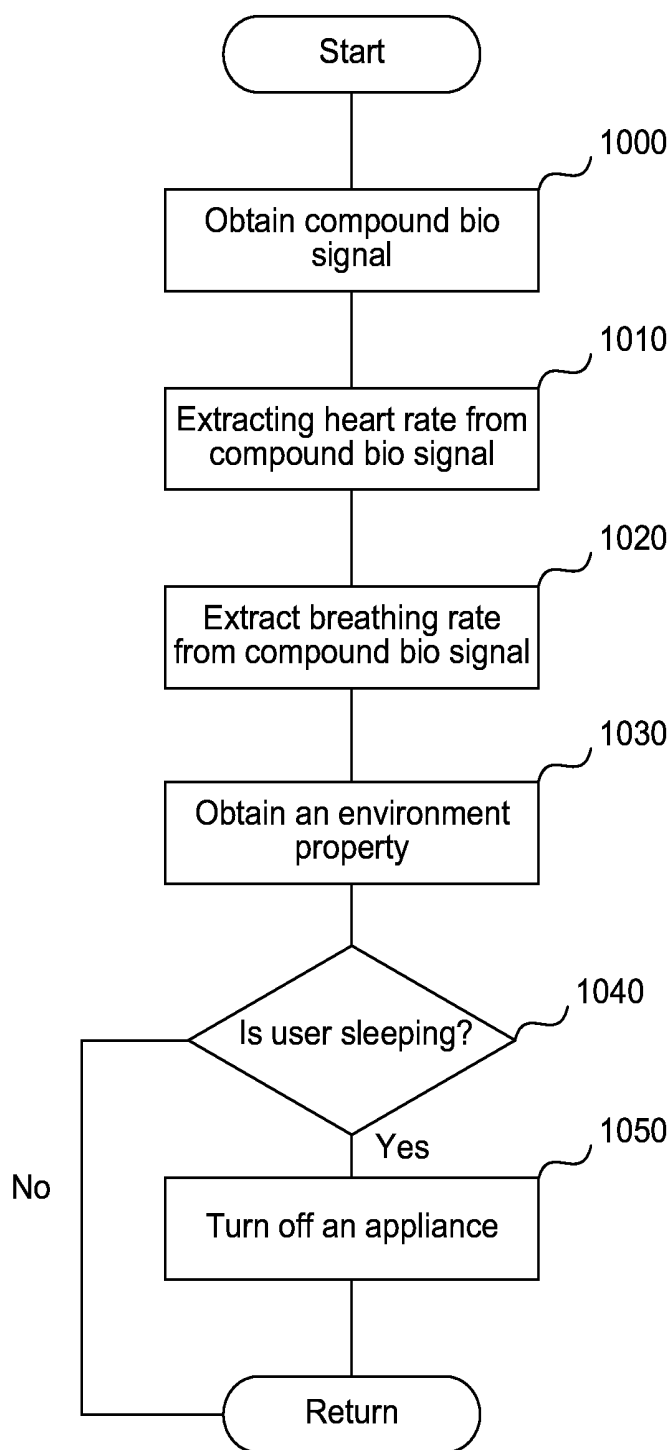 Start
1000
Obtain compound bio
signal
1010
Extracting heart rate from
compound bio signal
1020
Extract breathing rate
from compound bio signal
1030
Obtain an environment
property
1040
Is user sleeping?
Yes
1050
No
Turn off an appliance
Return